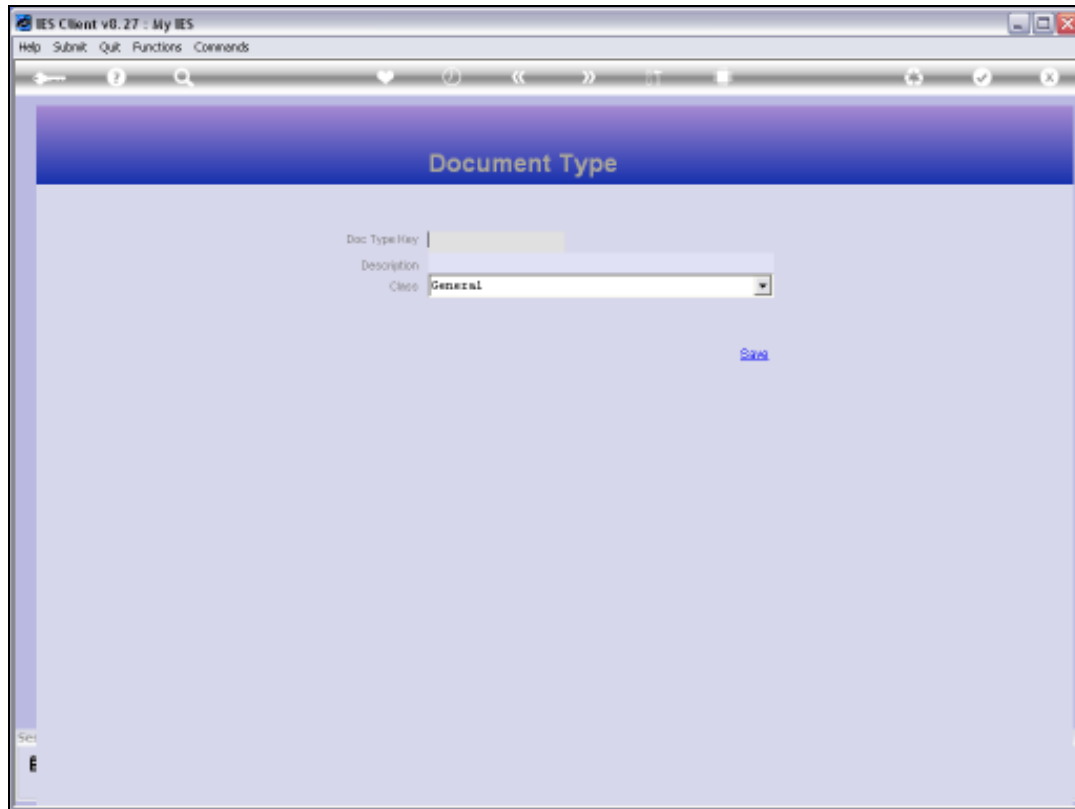 IES Client v8.27 : My IES
Help Submit Quit Functions Commands
Document Type
Doc Type Key
Description
Class General
Save
Ses